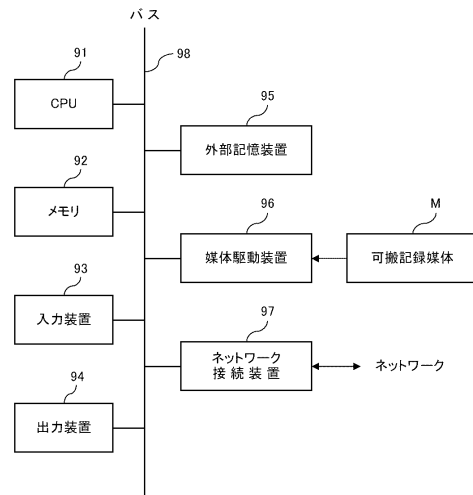 バス
98
91
CPU
95
外部記憶装置
92
メモリ
96
媒体駆動装置
M
可搬記録媒体
93
入力装置
97
ネットワーク
接続装置
ネットワーク
94
出力装置